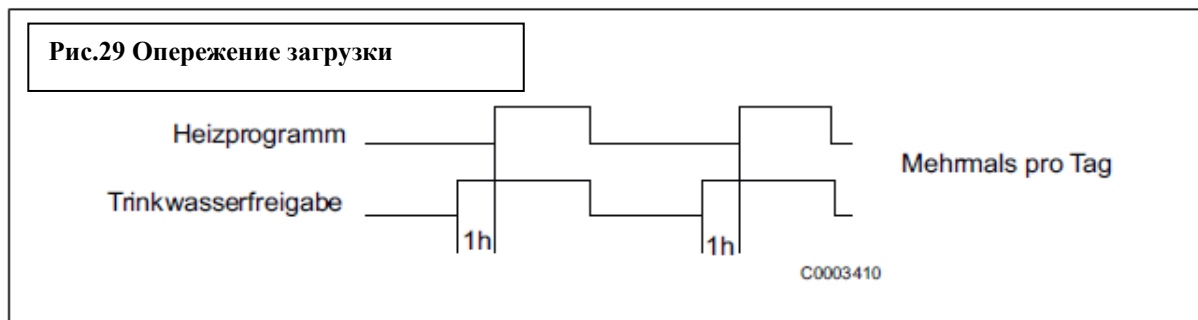 Рис.29 Опережение загрузки
Heizprogramm
Mehrmals pro Tag
Trinkwasserfreigabe
1h
1h
C0003410